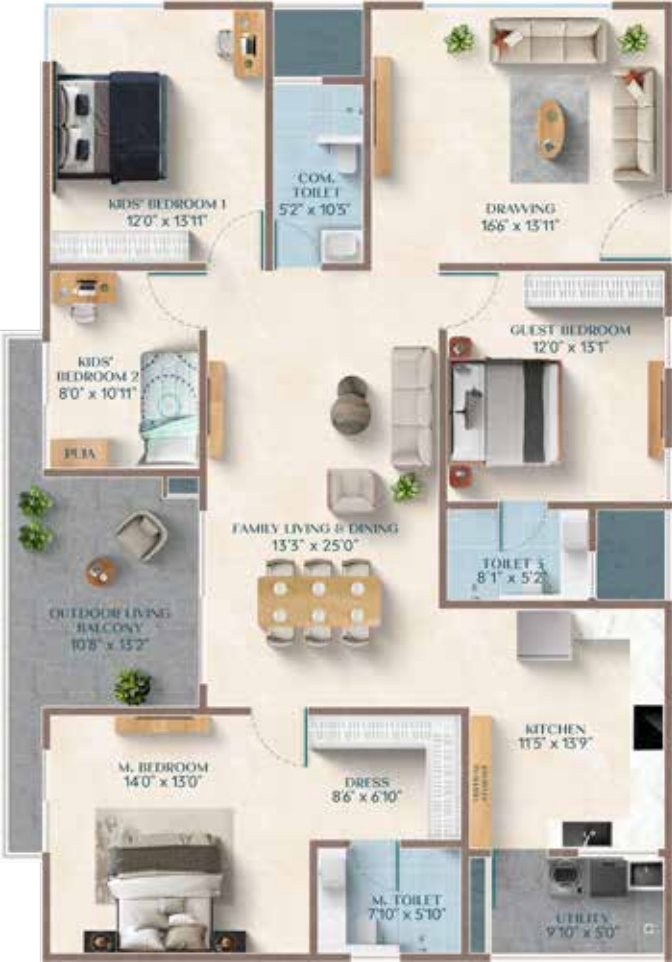 KIDS' BEDROOM 1
12'0" x 13'11"
COM.
TOILET
5'2" x 10'5"
DRAWING
16'6" x 13'11"
KIDS'
BEDROOM 2
8'0" x 10'11"
PUJA
GUEST BEDROOM
12'0" x 13'1"
FAMILY LIVING & DINING
13'3" x 25'0"
TOILET 3
8'1" x 5'2"
OUTDOOR LIVING
BALCONY
10'8" x 13'2"
KITCHEN
11'5" x 13'9"
M. BEDROOM
14'0" x 13'0"
DRESS
8'6" x 6'10"
M. TOILET
7'10" x 5'10"
UTILITY
9'10" x 5'0"